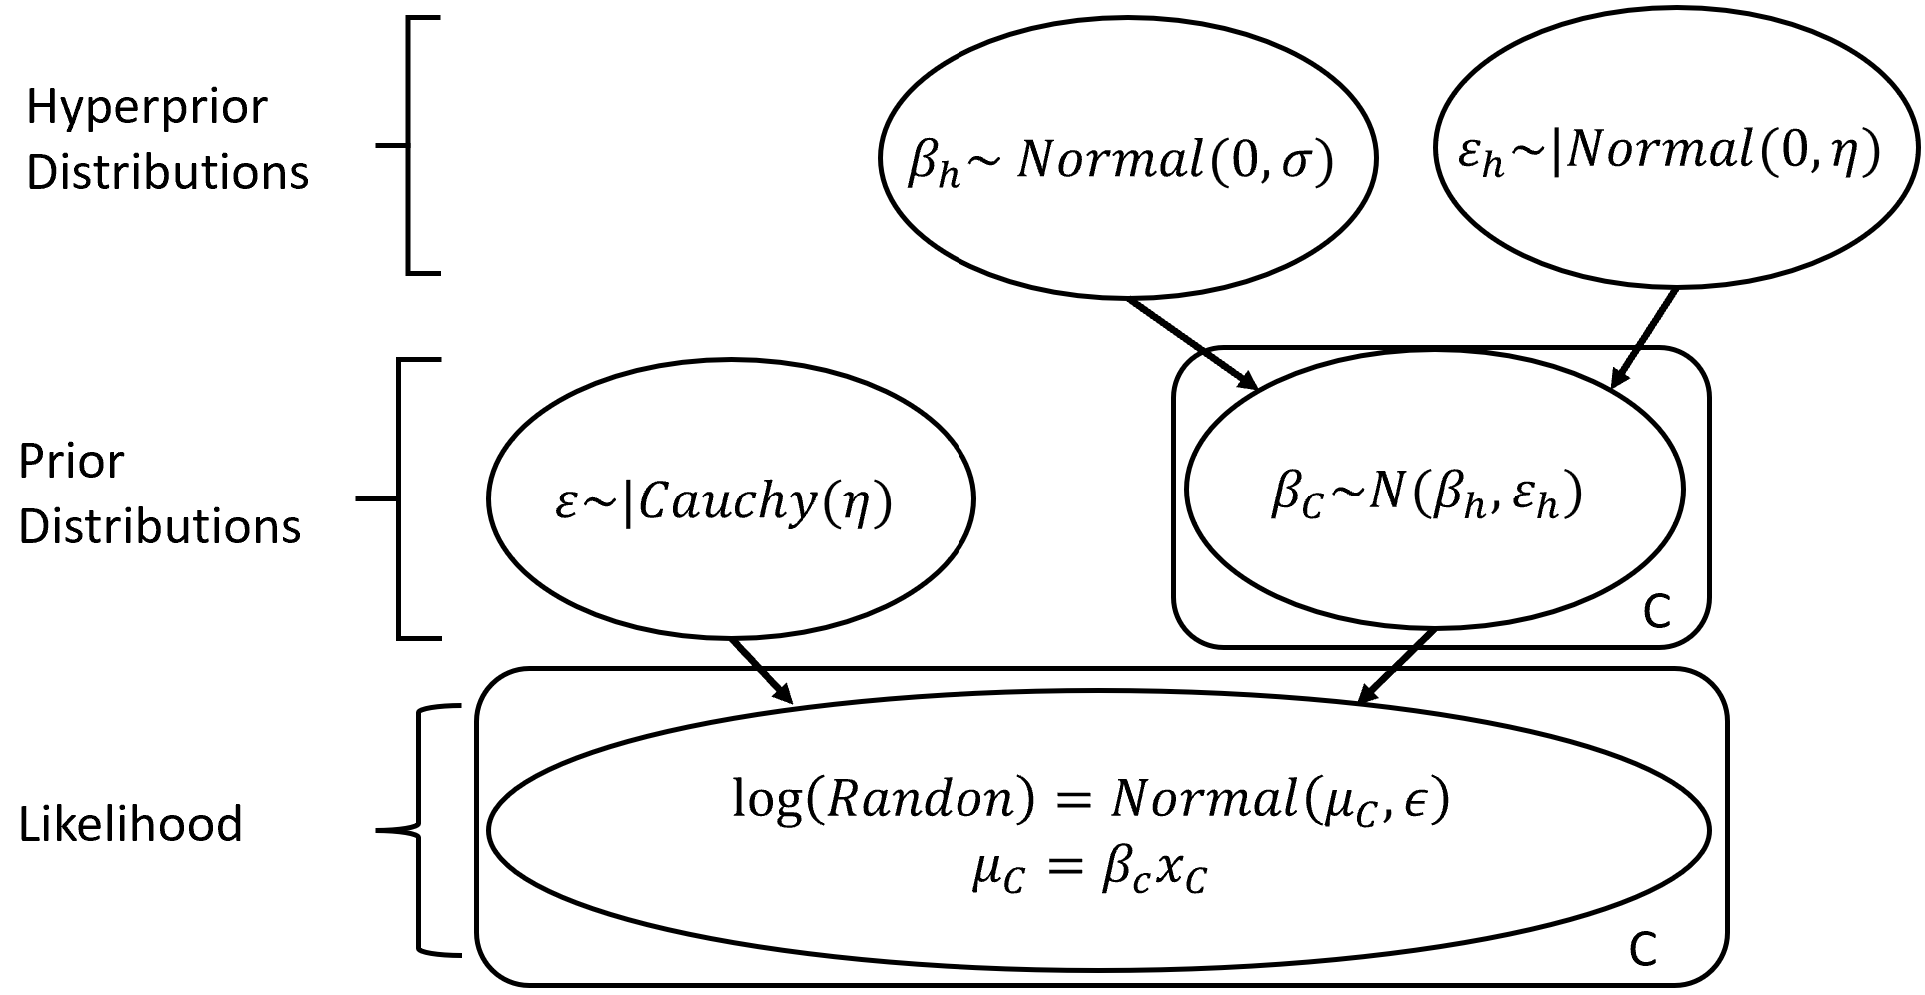 Hyperprior
Distributions
β_h~ Normal(0, σ)
ε_h~|Normal(0, η)
Prior
Distributions
ε~|Cauchy(η)
β_C~N(β_h, ε_h)
C
Likelihood
log(Randon) = Normal(μ_C, ϵ)
μ_C = β_c x_C
C